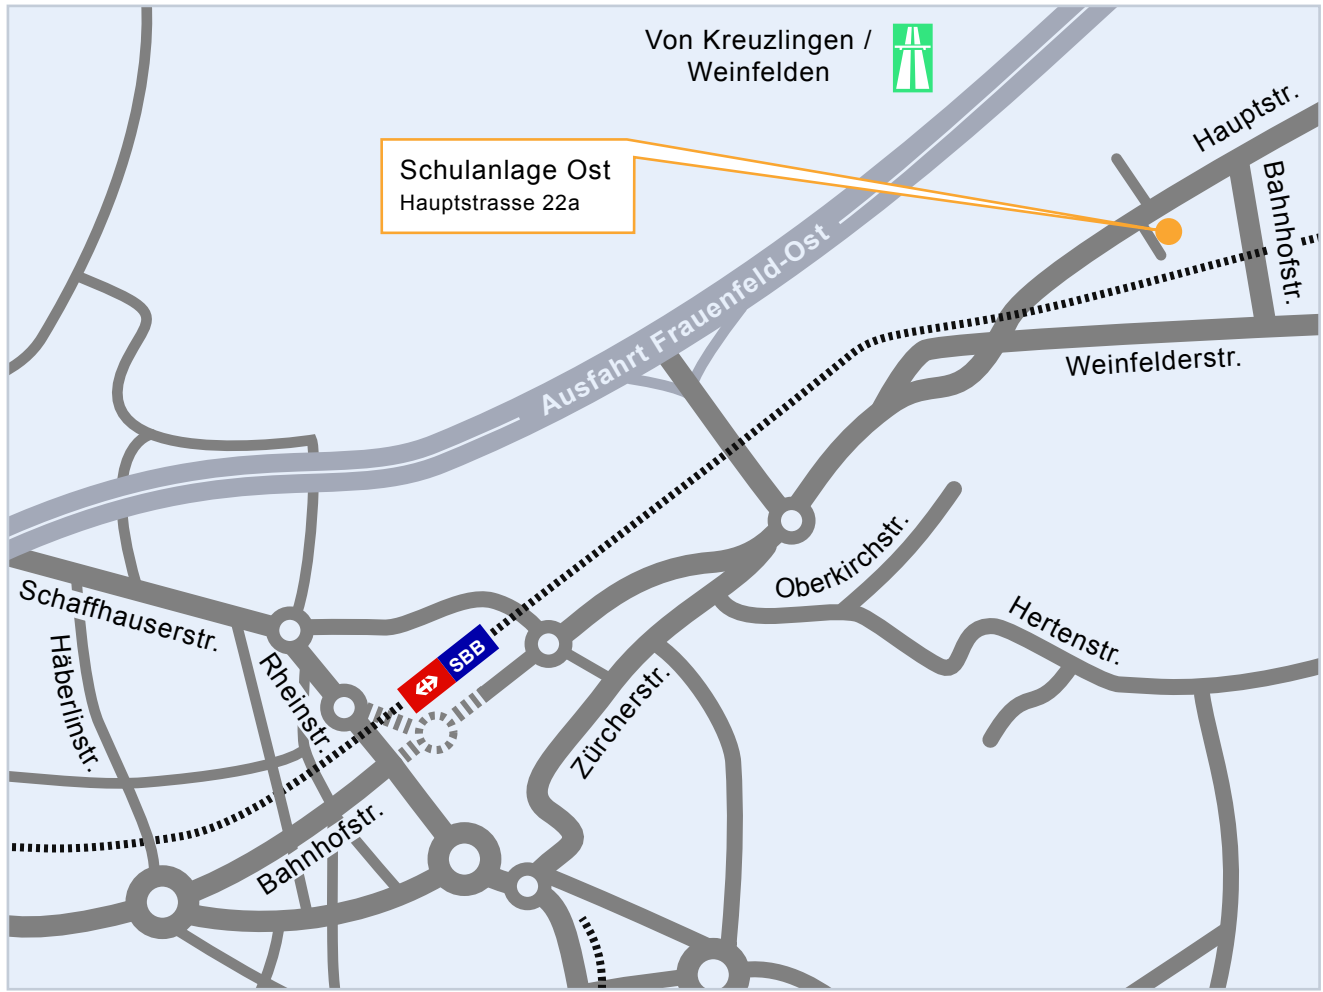 Von Kreuzlingen /
Weinfelden
Hauptstr.
Schulanlage Ost
Hauptstrasse 22a
Bahnhofstr.
Ausfahrt Frauenfeld-Ost
Weinfelderstr.
Oberkirchstr.
Schaffhauserstr.
Hertenstr.
Häberlinstr.
Rheinstr.
SBB
Zürcherstr.
Bahnhofstr.